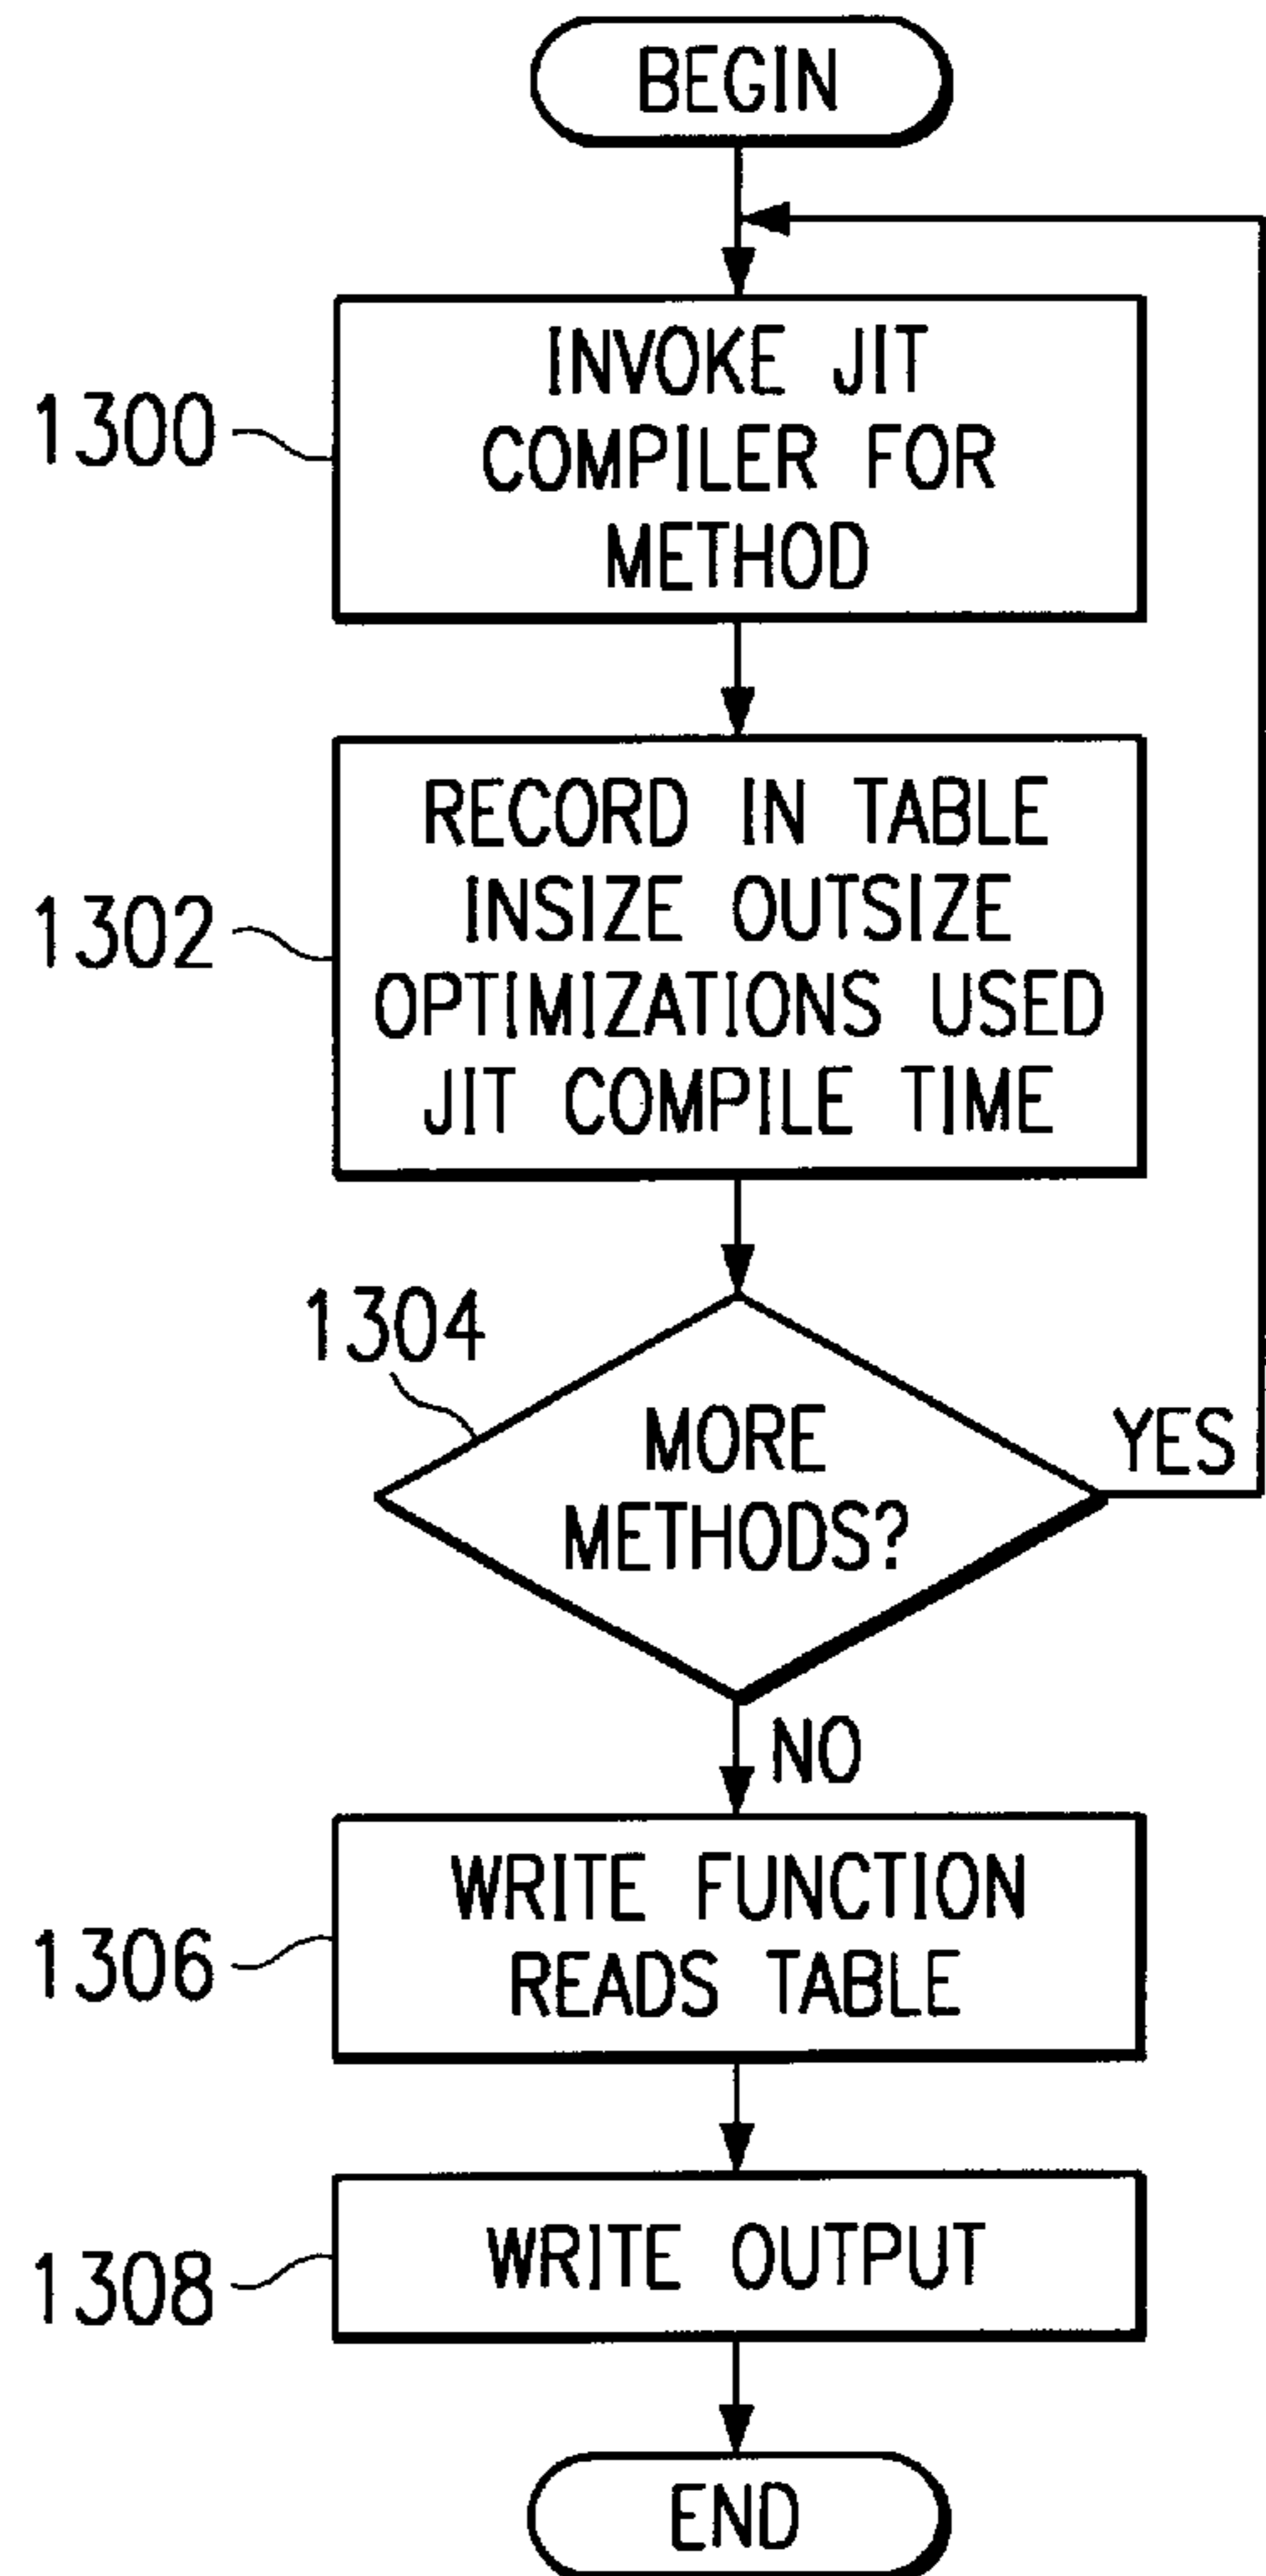 BEGIN
1300
INVOKE JIT
COMPILER FOR
METHOD
1302
RECORD IN TABLE
INSIZE OUTSIZE
OPTIMIZATIONS USED
JIT COMPILE TIME
1304
MORE
METHODS?
YES
NO
1306
WRITE FUNCTION
READS TABLE
1308
WRITE OUTPUT
END